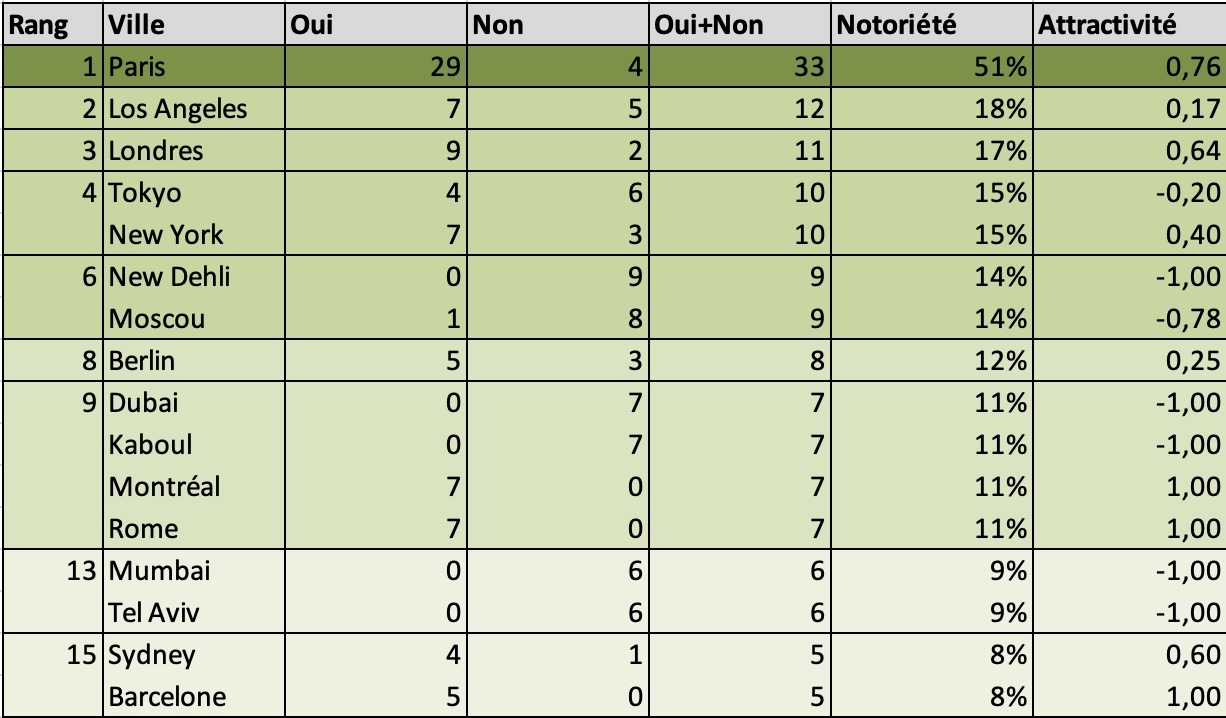 Rang Ville Oui Non Oui+Non Notoriété Attractivité
1 Paris 29 4 33 51% 0,76
2 Los Angeles 7 5 12 18% 0,17
3 Londres 9 2 11 17% 0,64
4 Tokyo 4 6 10 15% -0,20
New York 7 3 10 15% 0,40
6 New Dehli 0 9 9 14% -1,00
Moscou 1 8 9 14% -0,78
8 Berlin 5 3 8 12% 0,25
9 Dubai 0 7 7 11% -1,00
Kaboul 0 7 7 11% -1,00
Montréal 7 0 7 11% 1,00
Rome 7 0 7 11% 1,00
13 Mumbai 0 6 6 9% -1,00
Tel Aviv 0 6 6 9% -1,00
15 Sydney 4 1 5 8% 0,60
Barcelone 5 0 5 8% 1,00